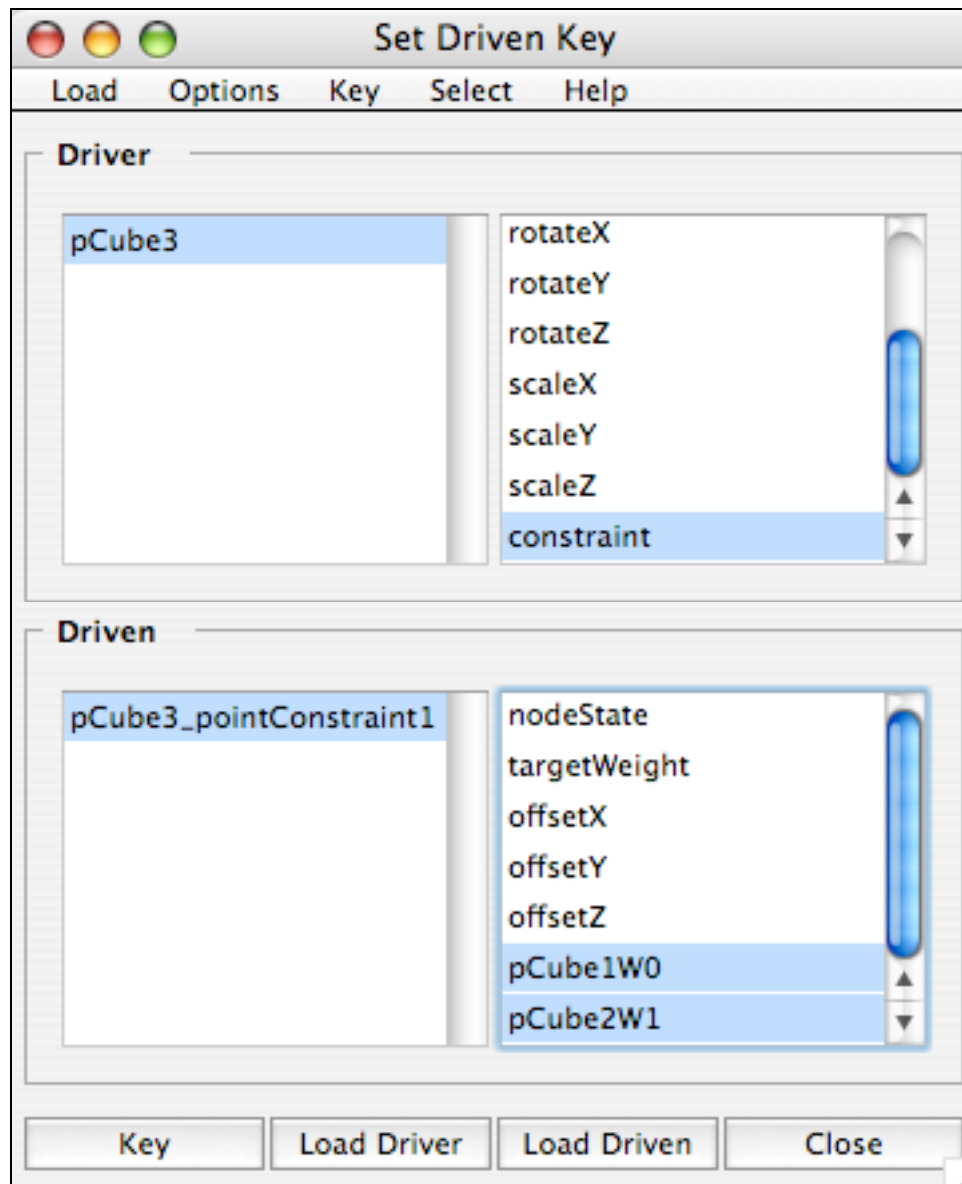 Set Driven Key
Load Options Key Select Help
Driver
pCube3
rotateX
rotateY
rotateZ
scaleX
scaleY
scaleZ
constraint
Driven
pCube3_pointConstraint1
nodeState
targetWeight
offsetX
offsetY
offsetZ
pCube1W0
pCube2W1
Key Load Driver Load Driven Close